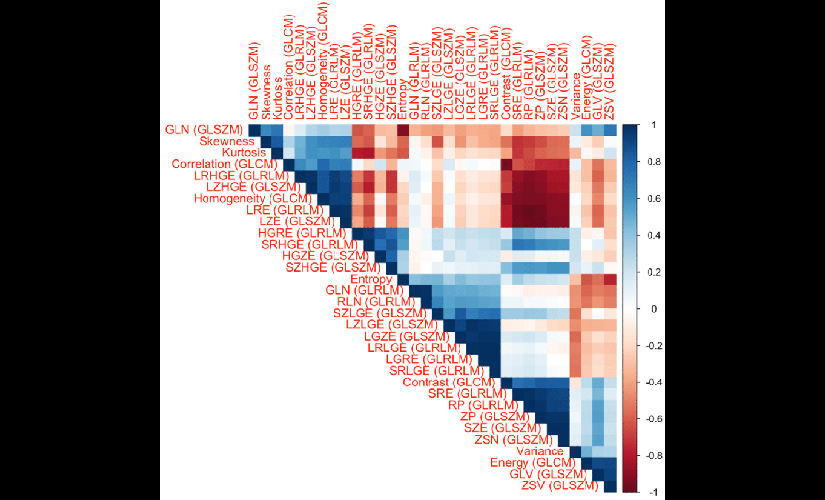 GLN (GLSZM)
Skewness
Kurtosis
Correlation (GLCM)
LRHGE (GLRLM)
LZHGE (GLSZM)
Homogeneity (GLCM)
LRE (GLRLM)
LZE (GLSZM)
HGRE (GLRLM)
SRHGE (GLRLM)
HGZE (GLSZM)
SZHGE (GLSZM)
Entropy
GLN (GLRLM)
RLN (GLRLM)
SZLGE (GLSZM)
LZLGE (GLSZM)
LGZE (GLSZM)
LRLGE (GLRLM)
LGRE (GLRLM)
SRLGE (GLRLM)
Contrast (GLCM)
SRE (GLRLM)
RP (GLRLM)
ZP (GLSZM)
SZE (GLSZM)
ZSN (GLSZM)
Variance
Energy (GLCM)
GLV (GLSZM)
ZSV (GLSZM)
GLN (GLSZM)
Skewness
Kurtosis
Correlation (GLCM)
LRHGE (GLRLM)
LZHGE (GLSZM)
Homogeneity (GLCM)
LRE (GLRLM)
LZE (GLSZM)
HGRE (GLRLM)
SRHGE (GLRLM)
HGZE (GLSZM)
SZHGE (GLSZM)
Entropy
GLN (GLRLM)
RLN (GLRLM)
SZLGE (GLSZM)
LZLGE (GLSZM)
LGZE (GLSZM)
LRLGE (GLRLM)
LGRE (GLRLM)
SRLGE (GLRLM)
Contrast (GLCM)
SRE (GLRLM)
RP (GLRLM)
ZP (GLSZM)
SZE (GLSZM)
ZSN (GLSZM)
Variance
Energy (GLCM)
GLV (GLSZM)
ZSV (GLSZM)
1
0.8
0.6
0.4
0.2
0
-0.2
-0.4
-0.6
-0.8
-1